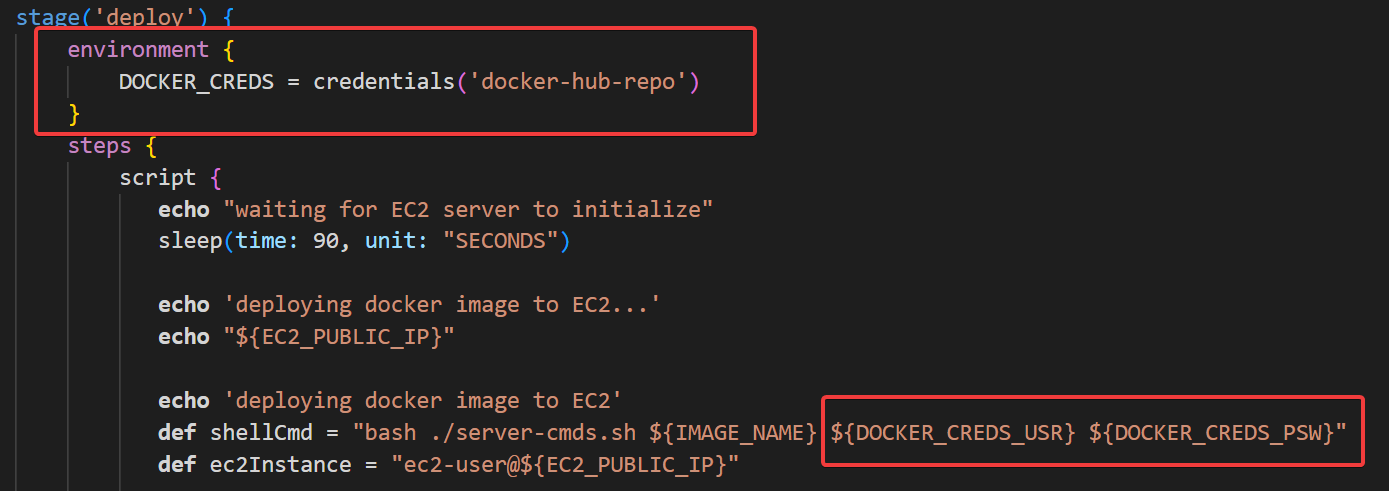 stage('deploy') {
environment {
DOCKER_CREDS = credentials('docker-hub-repo')
}
steps {
script {
echo "waiting for EC2 server to initialize"
sleep(time: 90, unit: "SECONDS")
echo 'deploying docker image to EC2...'
echo "${EC2_PUBLIC_IP}"
echo 'deploying docker image to EC2'
def shellCmd = "bash ./server-cmds.sh ${IMAGE_NAME} ${DOCKER_CREDS_USR} ${DOCKER_CREDS_PSW}"
def ec2Instance = "ec2-user@${EC2_PUBLIC_IP}"